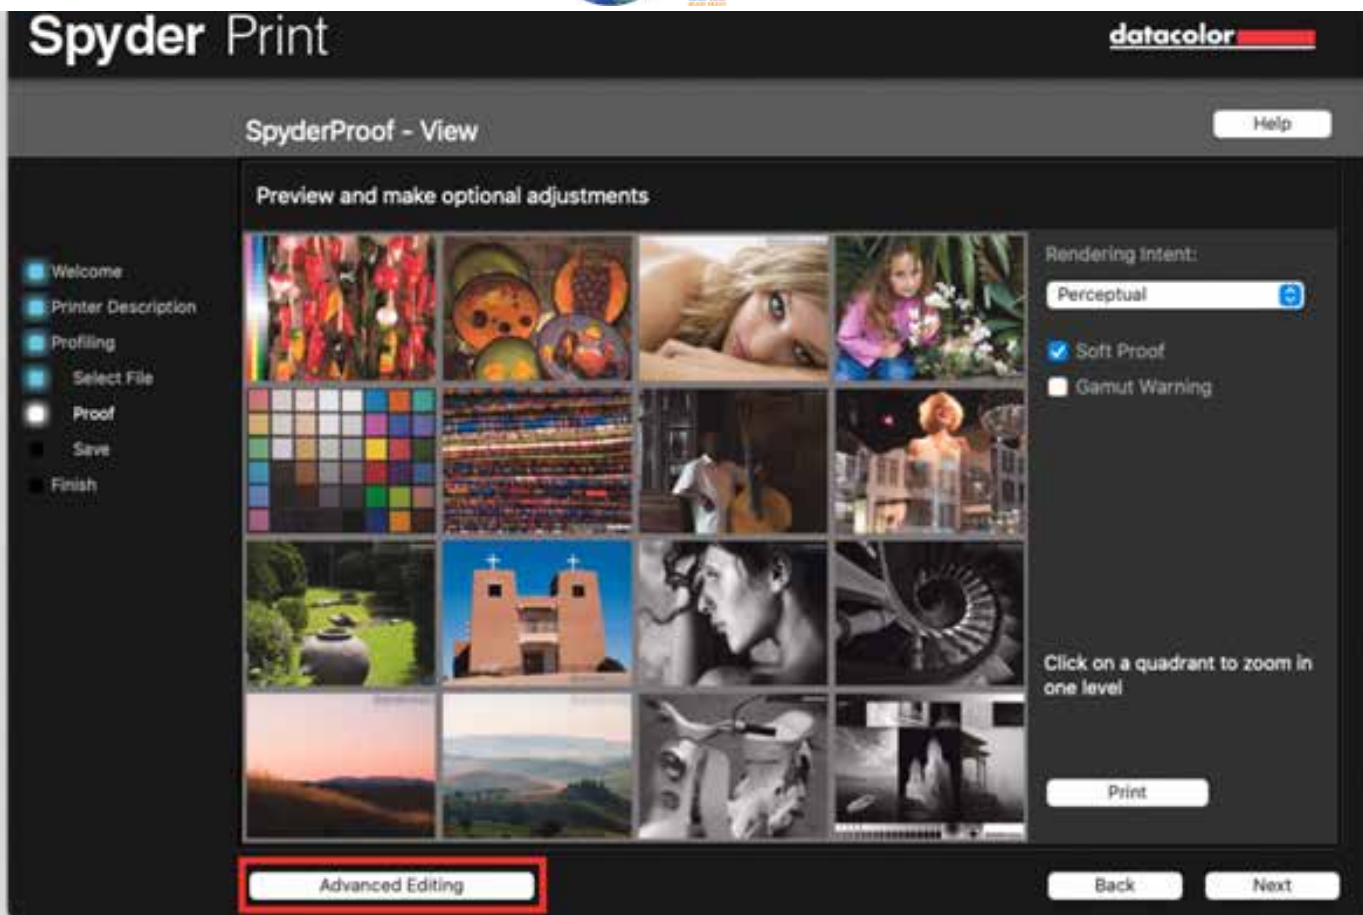 Spyder Print
datacolor
SpyderProof - View
Help
Preview and make optional adjustments
Welcome
Printer Description
Profiling
Select File
Proof
Save
Finish
Rendering Intent:
Perceptual
Soft Proof
Gamut Warning
Click on a quadrant to zoom in
one level
Print
Advanced Editing
Back
Next